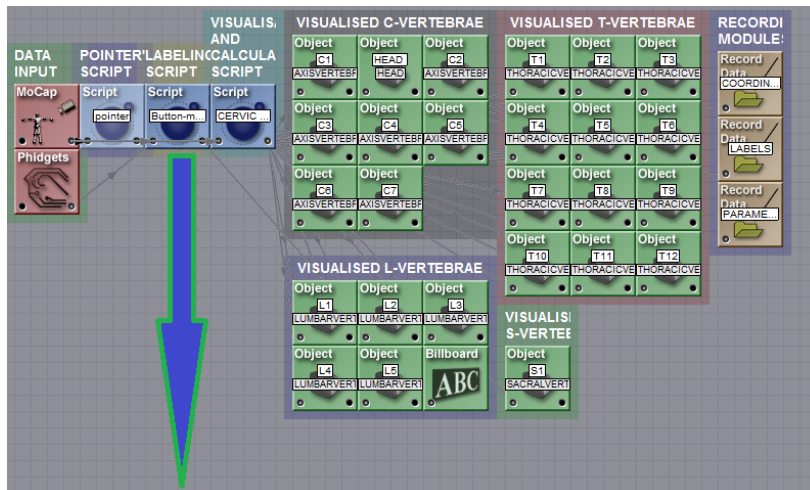 DATA
INPUT
MoCap
Phidgets
POINTER'
SCRIPT
Script
pointer
LABELING
SCRIPT
Script
Button-m...
VISUALISA
AND
CALCULA
SCRIPT
Script
CERVIC ...
VISUALISED C-VERTEBRAE
Object Object Object
C1 HEAD C2
AXISVERTEBF HEAD AXISVERTEBF
Object Object Object
C3 C4 C5
AXISVERTEBF AXISVERTEBF AXISVERTEBF
Object Object
C6 C7
AXISVERTEBF AXISVERTEBF
VISUALISED L-VERTEBRAE
Object Object Object
L1 L2 L3
LUMBARVERT LUMBARVERT LUMBARVERT
Object Object Billboard
L4 L5 ABC
LUMBARVERT LUMBARVERT
VISUALISED T-VERTEBRAE
Object Object Object
T1 T2 T3
THORACICVE THORACICVE THORACICVE
Object Object Object
T4 T5 T6
THORACICVE THORACICVE THORACICVE
Object Object Object
T7 T8 T9
THORACICVE THORACICVE THORACICVE
Object Object Object
T10 T11 T12
THORACICVE THORACICVE THORACICVE
VISUALISI
S-VERTEE
Object
S1
SACRALVERT
RECORDI
MODULE
Record
Data
COORDIN...
Record
Data
LABELS
Record
Data
PARAME...